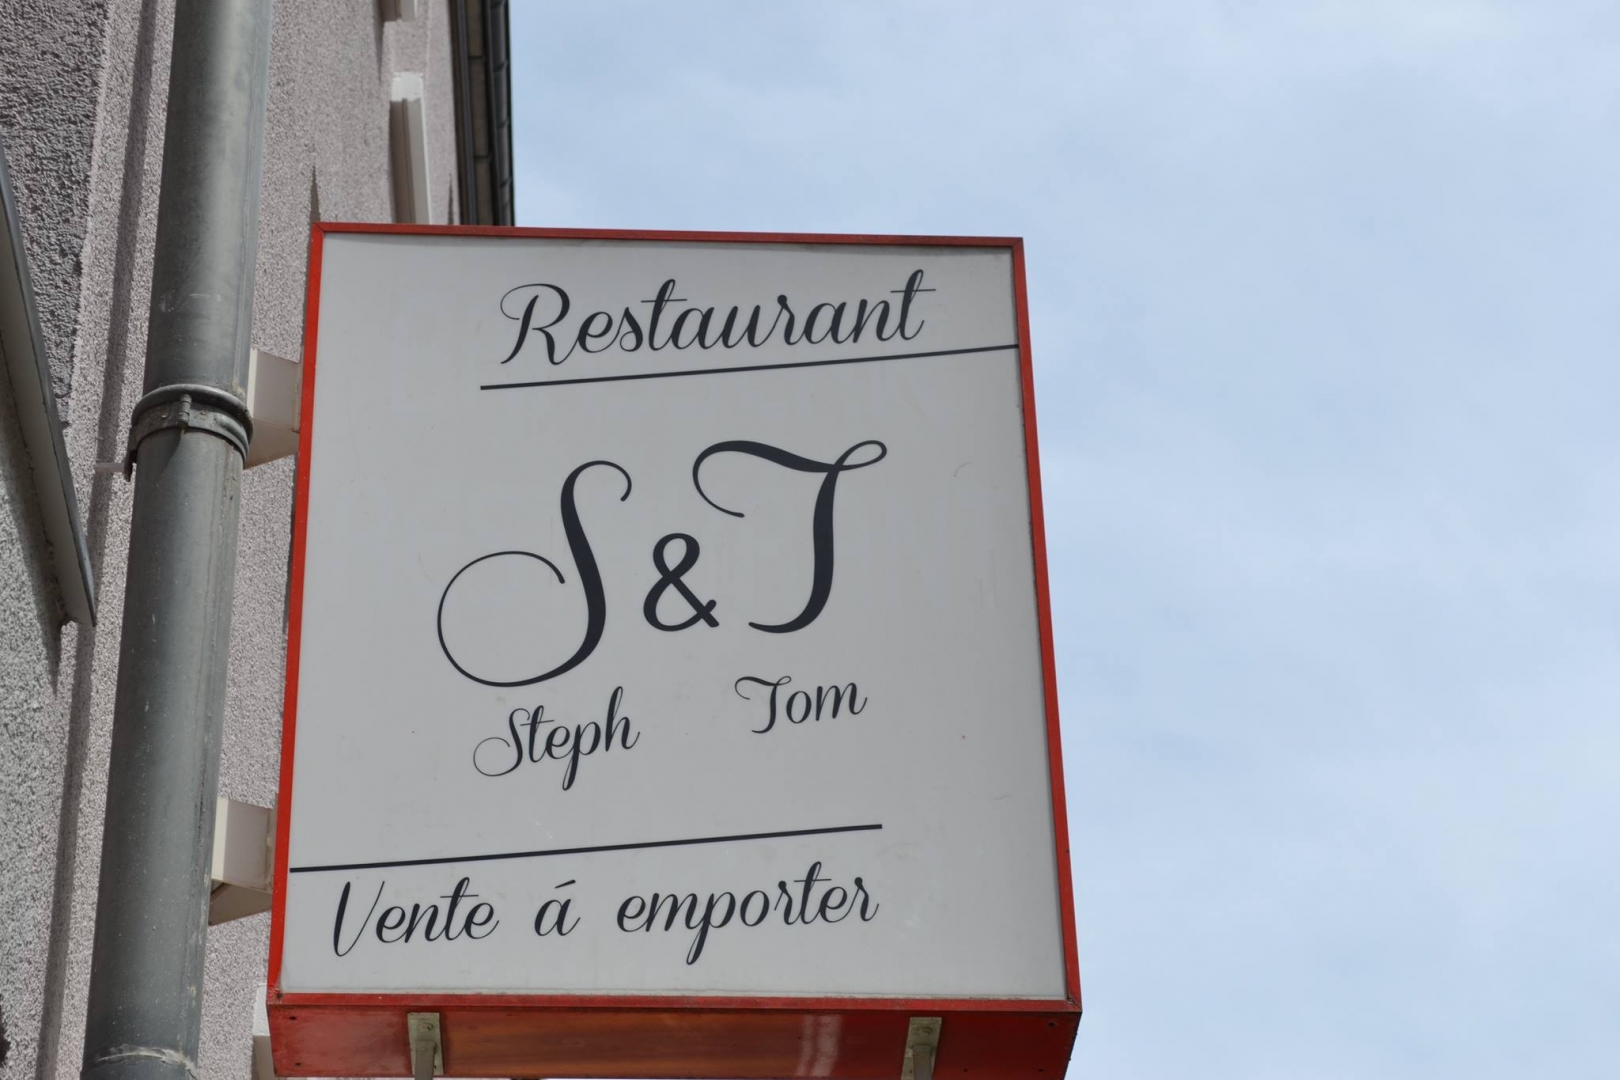 Restaurant
S & T
Steph Tom
Vente á emporter